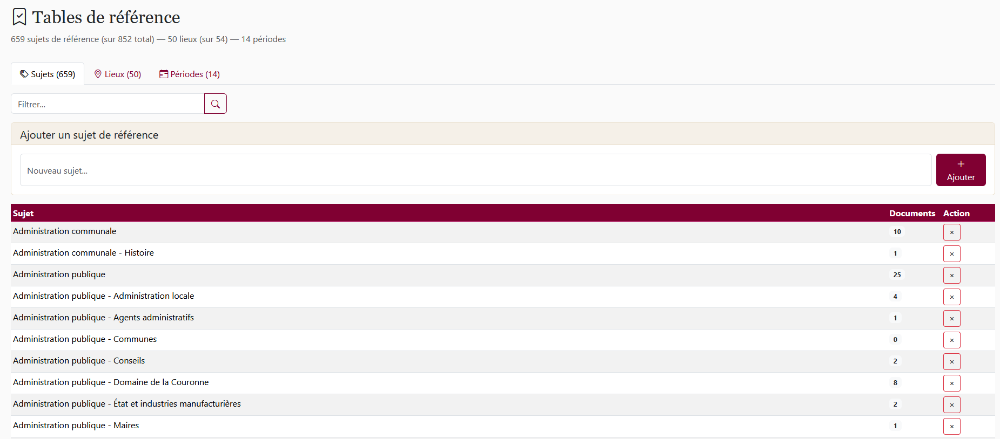 Tables de référence
659 sujets de référence (sur 852 total) — 50 lieux (sur 54) — 14 périodes
Sujets (659) Lieux (50) Périodes (14)
Filtrer...
Ajouter un sujet de référence
Nouveau sujet...
+ Ajouter
Sujet Documents Action
Administration communale 10 ×
Administration communale - Histoire 1 ×
Administration publique 25 ×
Administration publique - Administration locale 4 ×
Administration publique - Agents administratifs 1 ×
Administration publique - Communes 0 ×
Administration publique - Conseils 2 ×
Administration publique - Domaine de la Couronne 8 ×
Administration publique - État et industries manufacturières 2 ×
Administration publique - Maires 1 ×